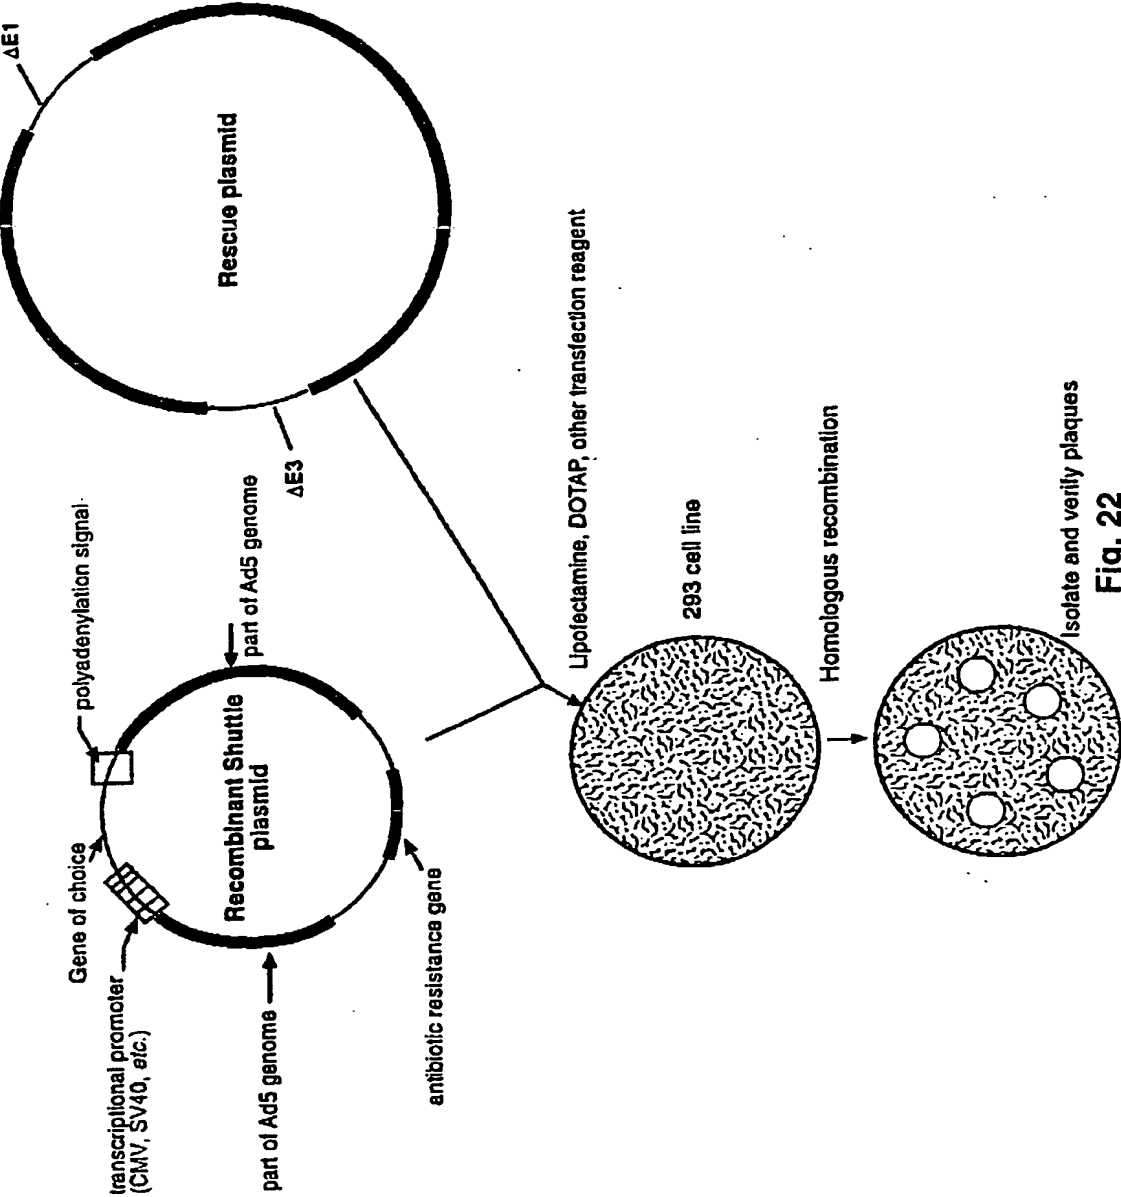 transcriptional promoter
(CMV, SV40, etc.)
Gene of choice
polyadenylation signal
part of Ad5 genome
Recombinant Shuttle
plasmid
part of Ad5 genome
antibiotic resistance gene
ΔE1
Rescue plasmid
ΔE3
Lipofectamine, DOTAP, other transfection reagent
293 cell line
Homologous recombination
Isolate and verify plaques
Fig. 22